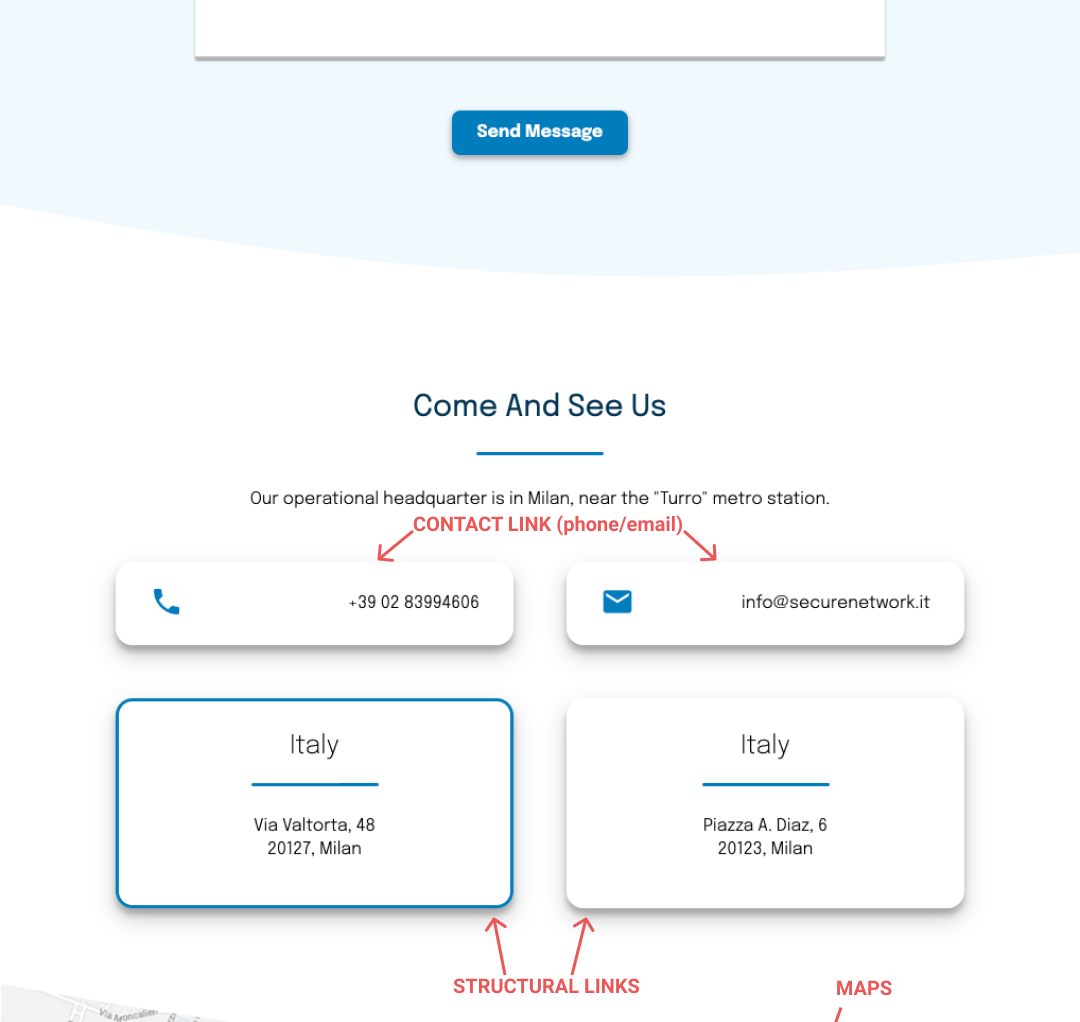 Send Message
Come And See Us
Our operational headquarter is in Milan, near the "Turro" metro station.
CONTACT LINK (phone/email)
+39 02 83994606
info@securenetwork.it
Italy
Via Valtorta, 48
20127, Milan
Italy
Piazza A. Diaz, 6
20123, Milan
STRUCTURAL LINKS
MAPS